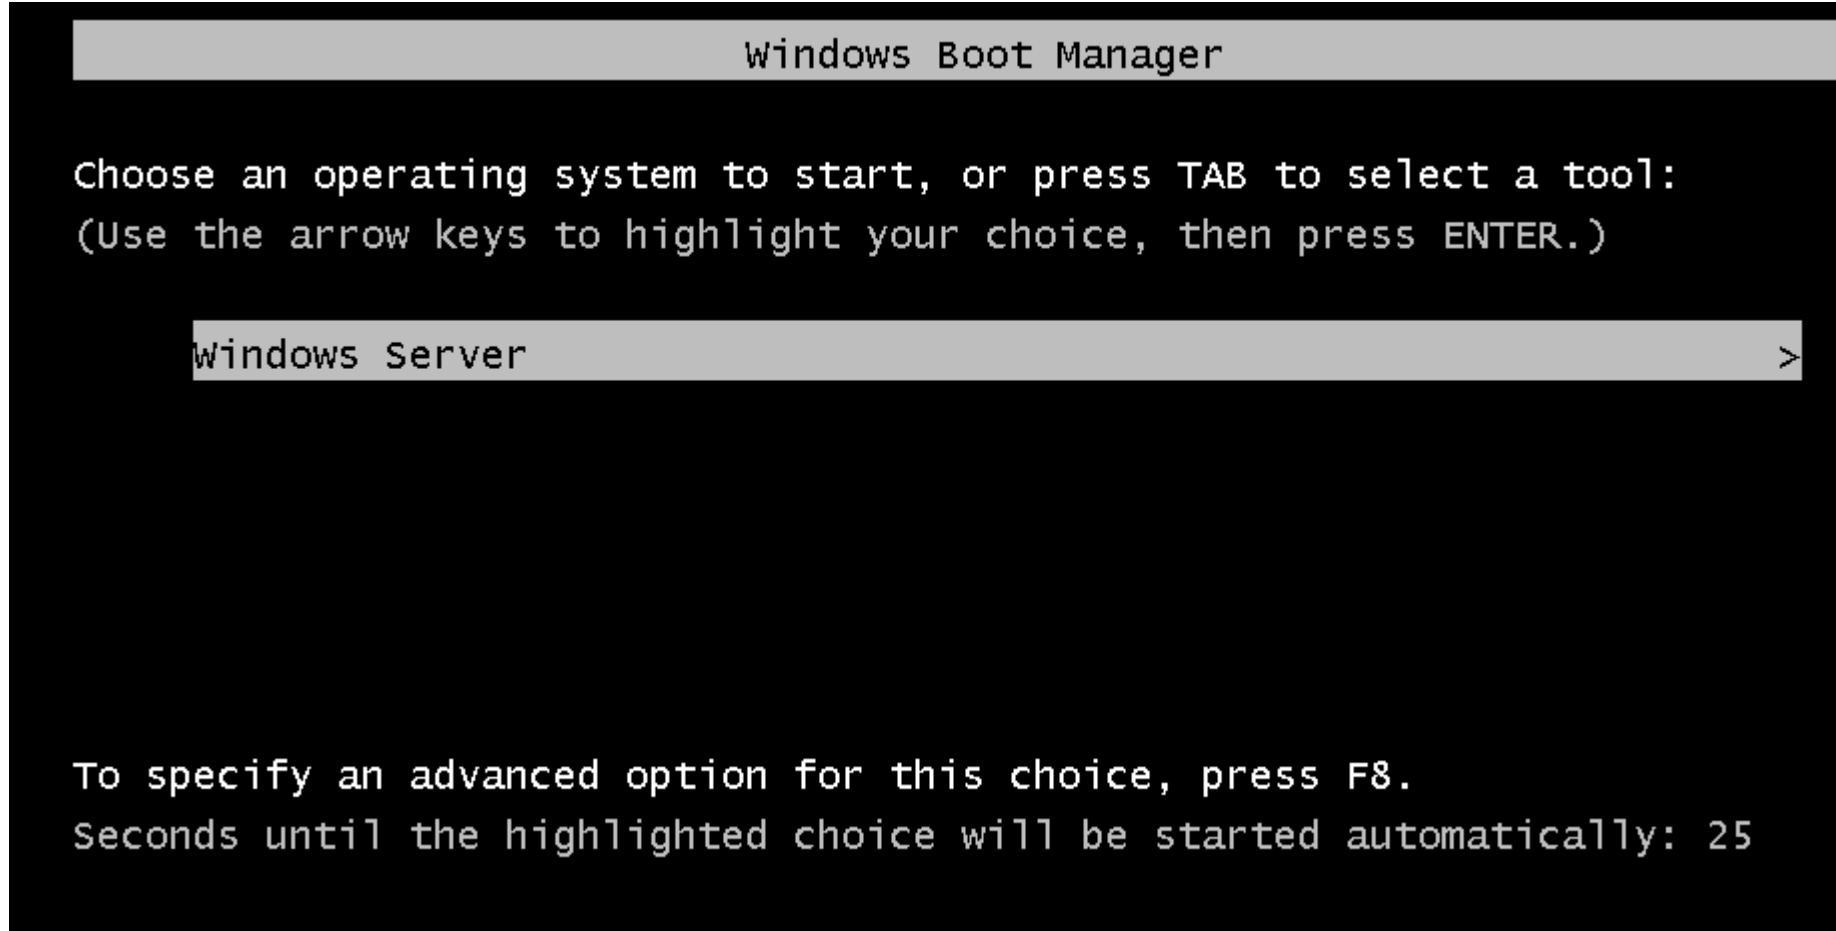 Windows Boot Manager
Choose an operating system to start, or press TAB to select a tool:
(Use the arrow keys to highlight your choice, then press ENTER.)
Windows Server >
To specify an advanced option for this choice, press F8.
Seconds until the highlighted choice will be started automatically: 25